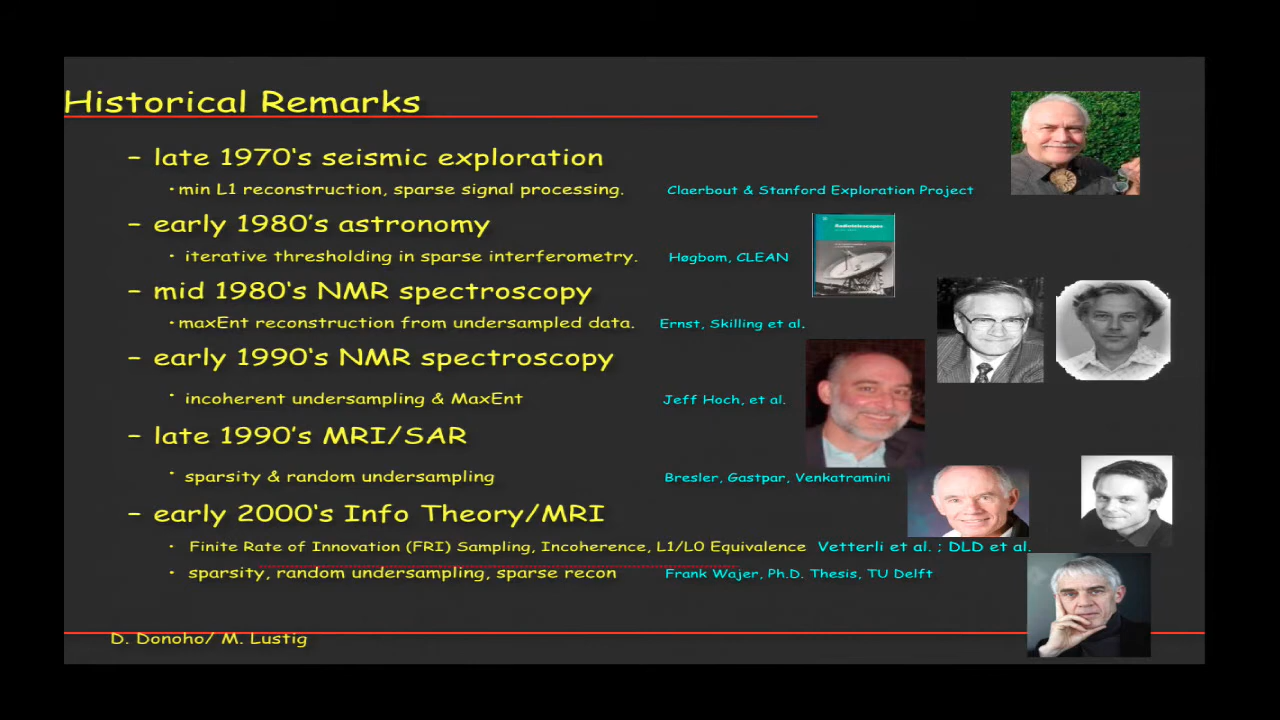 Historical Remarks
– late 1970's seismic exploration
• min L1 reconstruction, sparse signal processing. Claerbout & Stanford Exploration Project
– early 1980's astronomy
• iterative thresholding in sparse interferometry. Høgbom, CLEAN
Radiotelescopes
– mid 1980's NMR spectroscopy
• maxEnt reconstruction from undersampled data. Ernst, Skilling et al.
– early 1990's NMR spectroscopy
• incoherent undersampling & MaxEnt Jeff Hoch, et al.
– late 1990's MRI/SAR
• sparsity & random undersampling Bresler, Gastpar, Venkatramini
– early 2000's Info Theory/MRI
• Finite Rate of Innovation (FRI) Sampling, Incoherence, L1/L0 Equivalence Vetterli et al. ; DLD et al.
• sparsity, random undersampling, sparse recon Frank Wajer, Ph.D. Thesis, TU Delft
D. Donoho/ M. Lustig